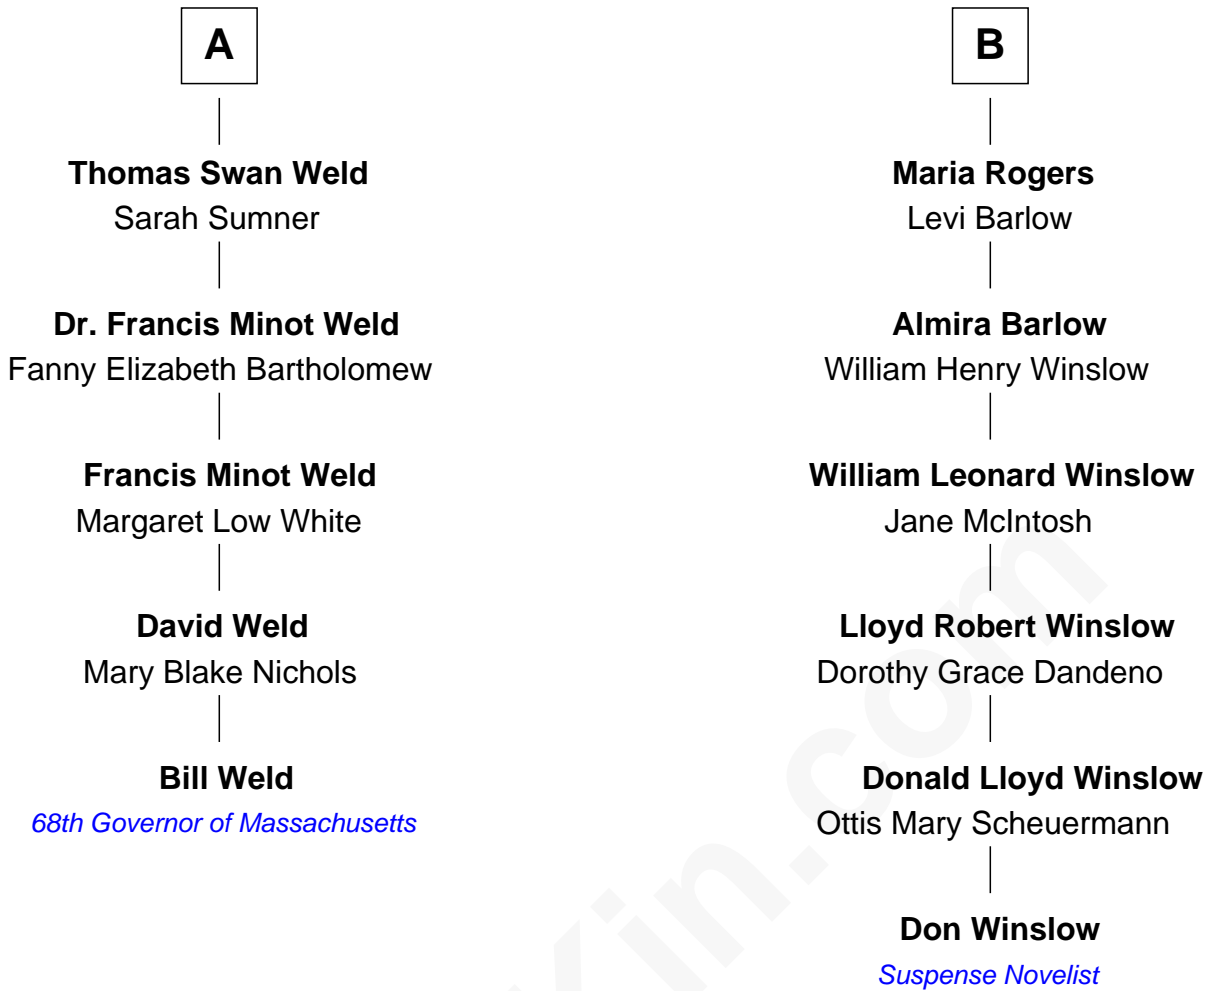 A
Thomas Swan Weld
Sarah Sumner
Dr. Francis Minot Weld
Fanny Elizabeth Bartholomew
Francis Minot Weld
Margaret Low White
David Weld
Mary Blake Nichols
Bill Weld
68th Governor of Massachusetts
B
Maria Rogers
Levi Barlow
Almira Barlow
William Henry Winslow
William Leonard Winslow
Jane McIntosh
Lloyd Robert Winslow
Dorothy Grace Dandeno
Donald Lloyd Winslow
Ottis Mary Scheuermann
Don Winslow
Suspense Novelist